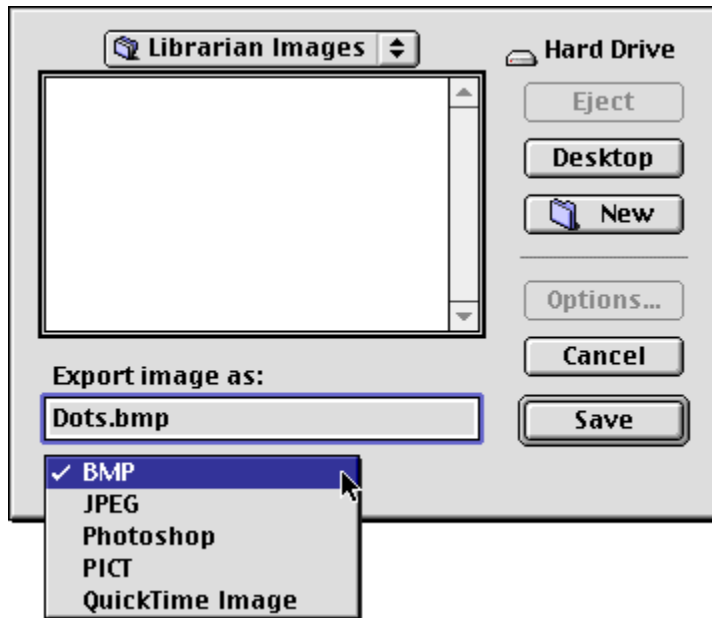 Librarian Images
Hard Drive
Eject
Desktop
New
Options...
Cancel
Save
Export image as:
Dots.bmp
BMP
JPEG
Photoshop
PICT
QuickTime Image